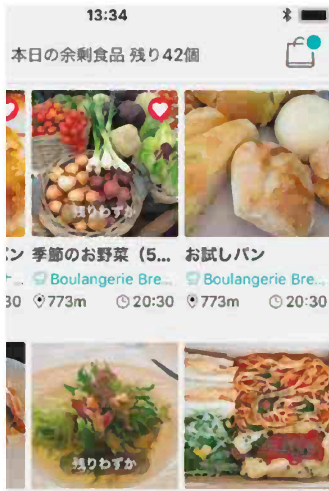 13:34
本日の余剰食品 残り42個
残りわずか
ン 季節のお野菜（5... お試しパン
Boulangerie Bre... Boulangerie Bre...
30 773m 20:30 773m 20:30
残りわずか